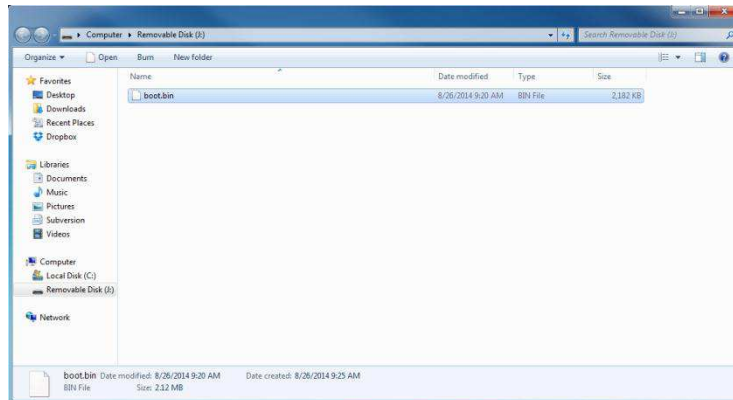 Computer ▸ Removable Disk (J:)
Search Removable Disk (J:)
Organize Open Burn New folder
Name Date modified Type Size
boot.bin 8/26/2014 9:20 AM BIN File 2,182 KB
Favorites
Desktop
Downloads
Recent Places
Dropbox
Libraries
Documents
Music
Pictures
Subversion
Videos
Computer
Local Disk (C:)
Removable Disk (J:)
Network
boot.bin Date modified: 8/26/2014 9:20 AM Date created: 8/26/2014 9:25 AM
BIN File Size: 2.12 MB